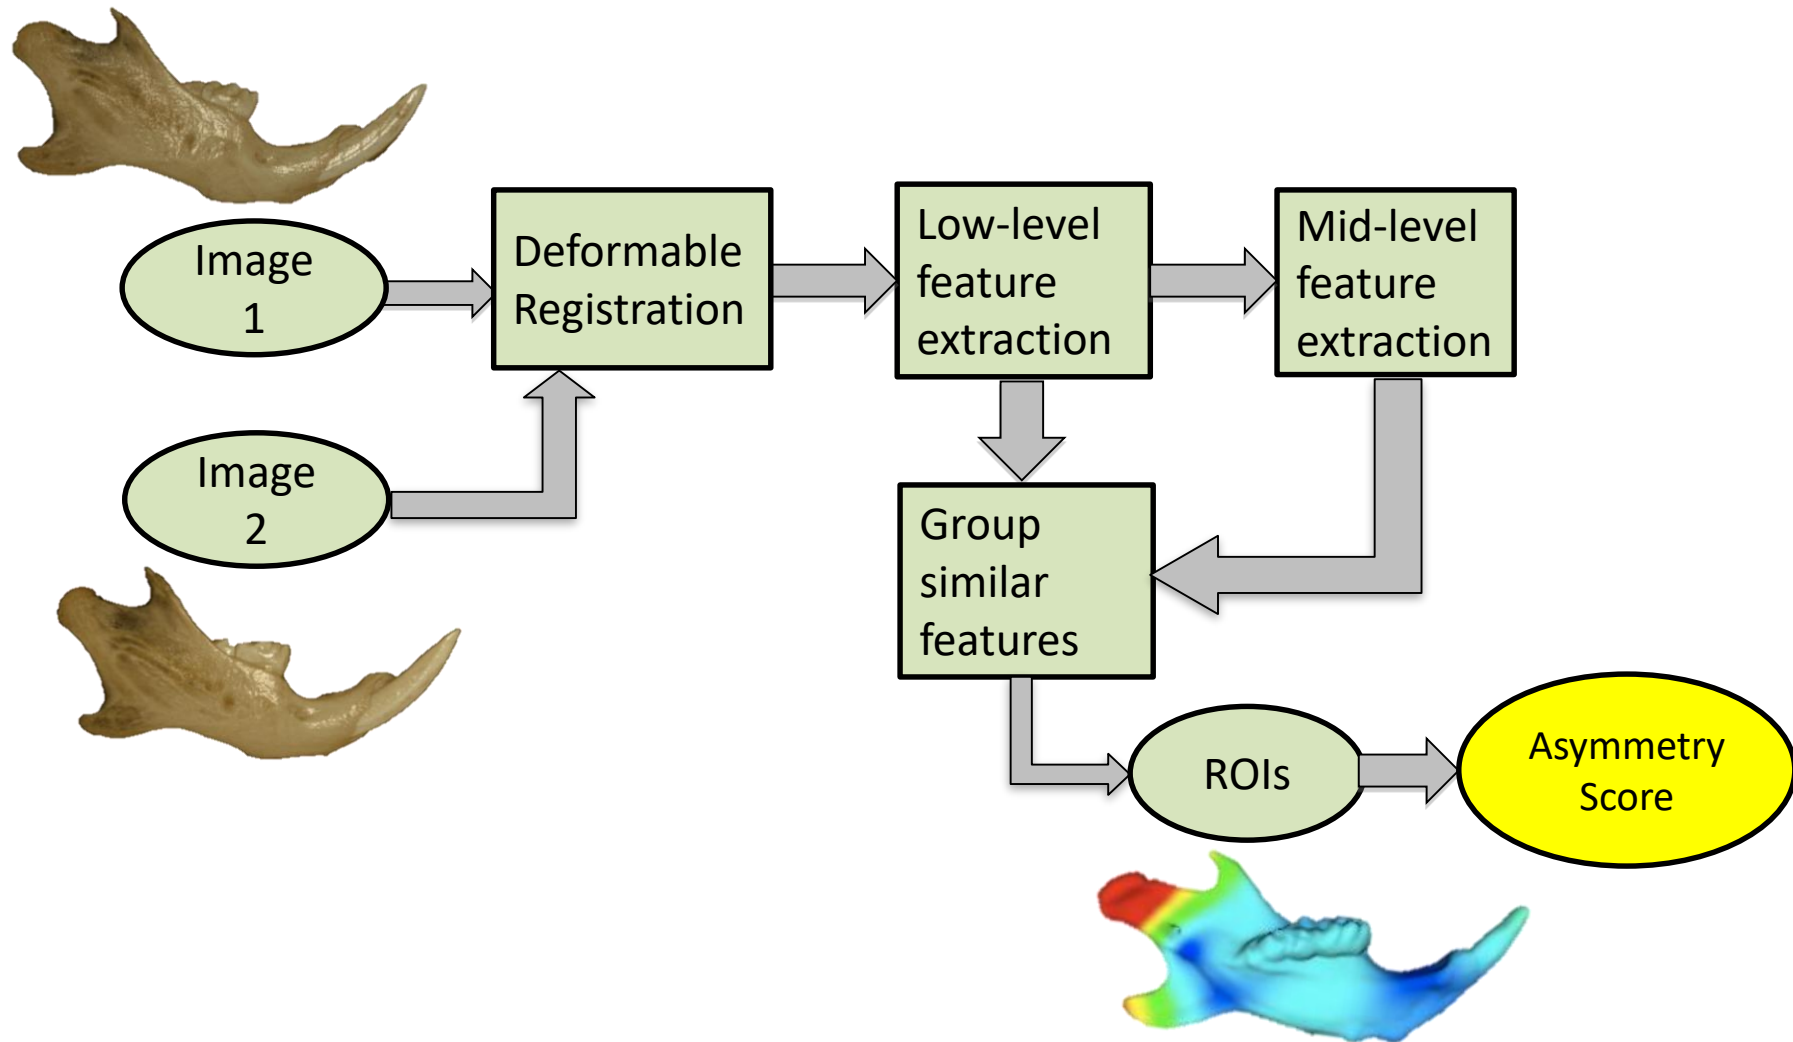 Image
1
Deformable
Registration
Low-level
feature
extraction
Mid-level
feature
extraction
Image
2
Group
similar
features
ROIs
Asymmetry
Score